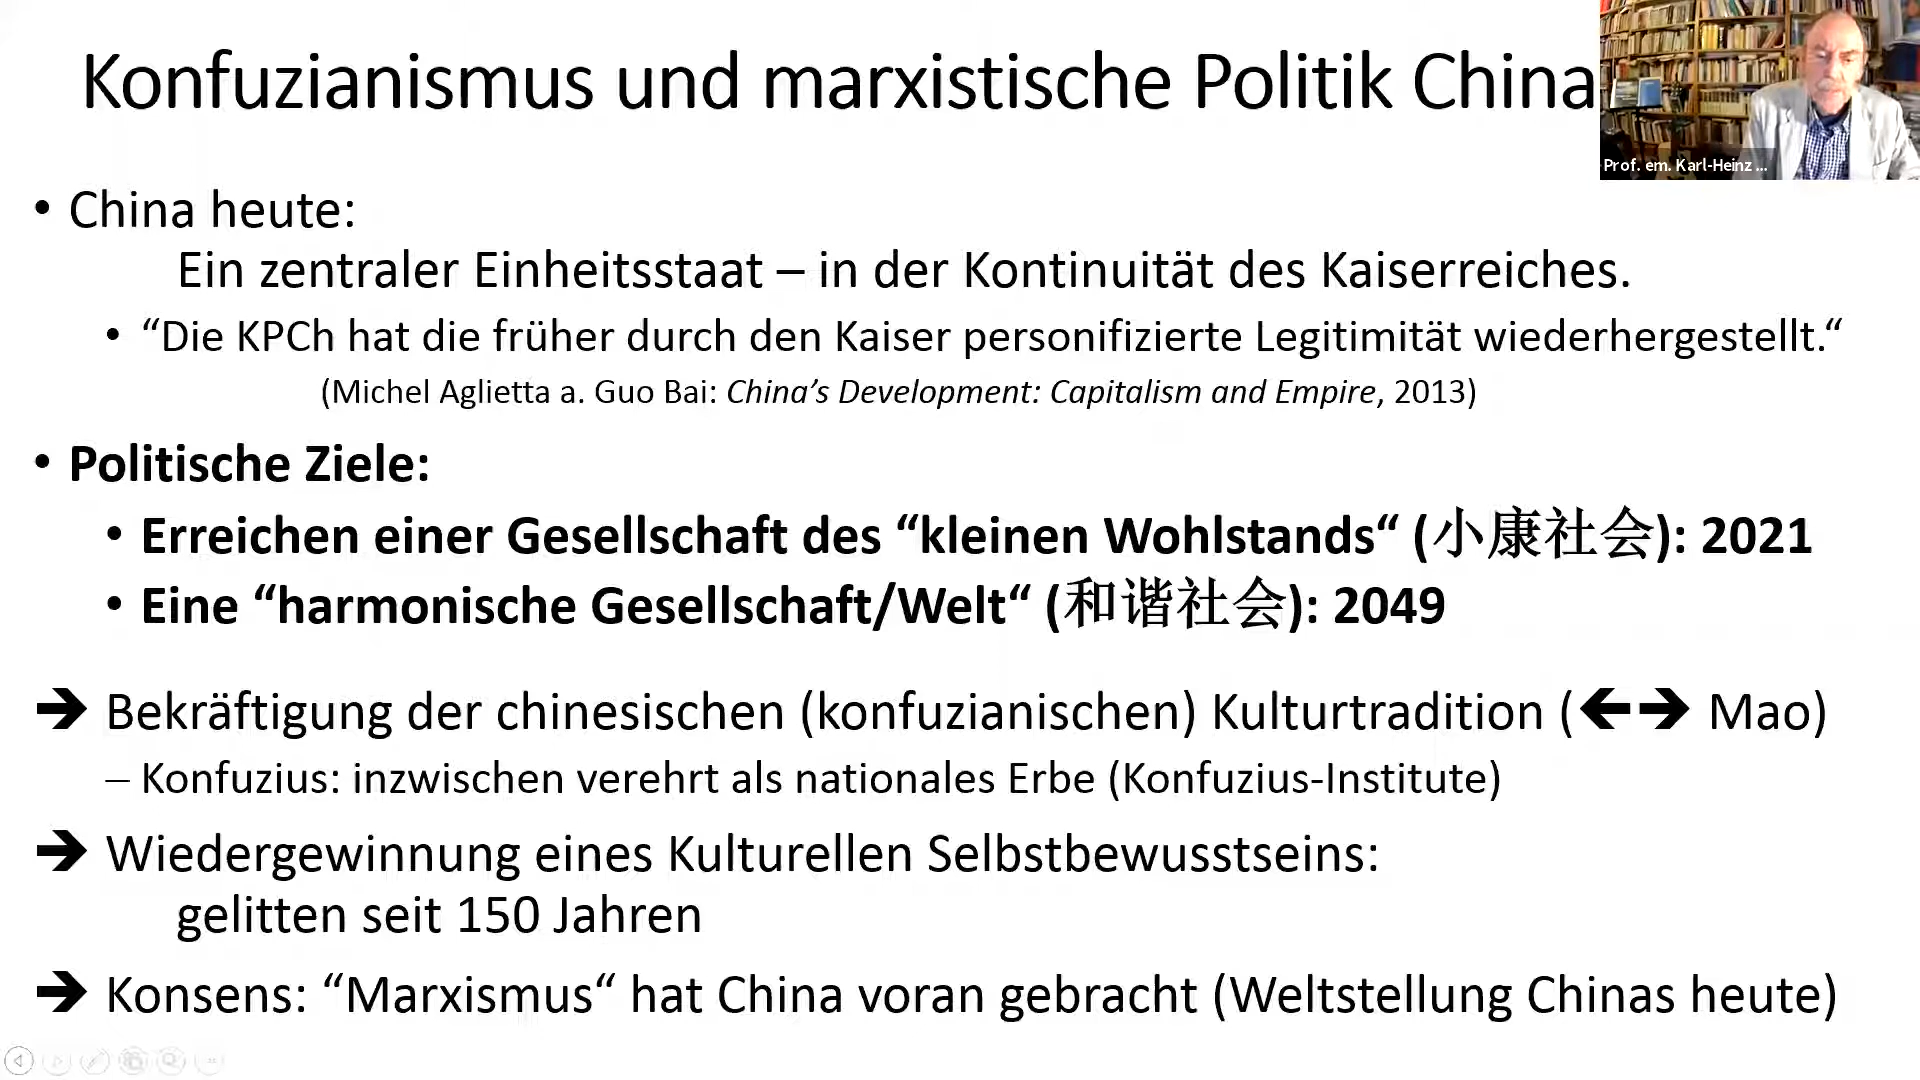 Konfuzianismus und marxistische Politik China
Prof. em. Karl-Heinz ...
• China heute:
Ein zentraler Einheitsstaat – in der Kontinuität des Kaiserreiches.
• “Die KPCh hat die früher durch den Kaiser personifizierte Legitimität wiederhergestellt.“
(Michel Aglietta a. Guo Bai: China’s Development: Capitalism and Empire, 2013)
• Politische Ziele:
• Erreichen einer Gesellschaft des “kleinen Wohlstands“ (小康社会): 2021
• Eine “harmonische Gesellschaft/Welt“ (和谐社会): 2049
➔ Bekräftigung der chinesischen (konfuzianischen) Kulturtradition (🡸➔ Mao)
– Konfuzius: inzwischen verehrt als nationales Erbe (Konfuzius-Institute)
➔ Wiedergewinnung eines Kulturellen Selbstbewusstseins:
gelitten seit 150 Jahren
➔ Konsens: “Marxismus“ hat China voran gebracht (Weltstellung Chinas heute)